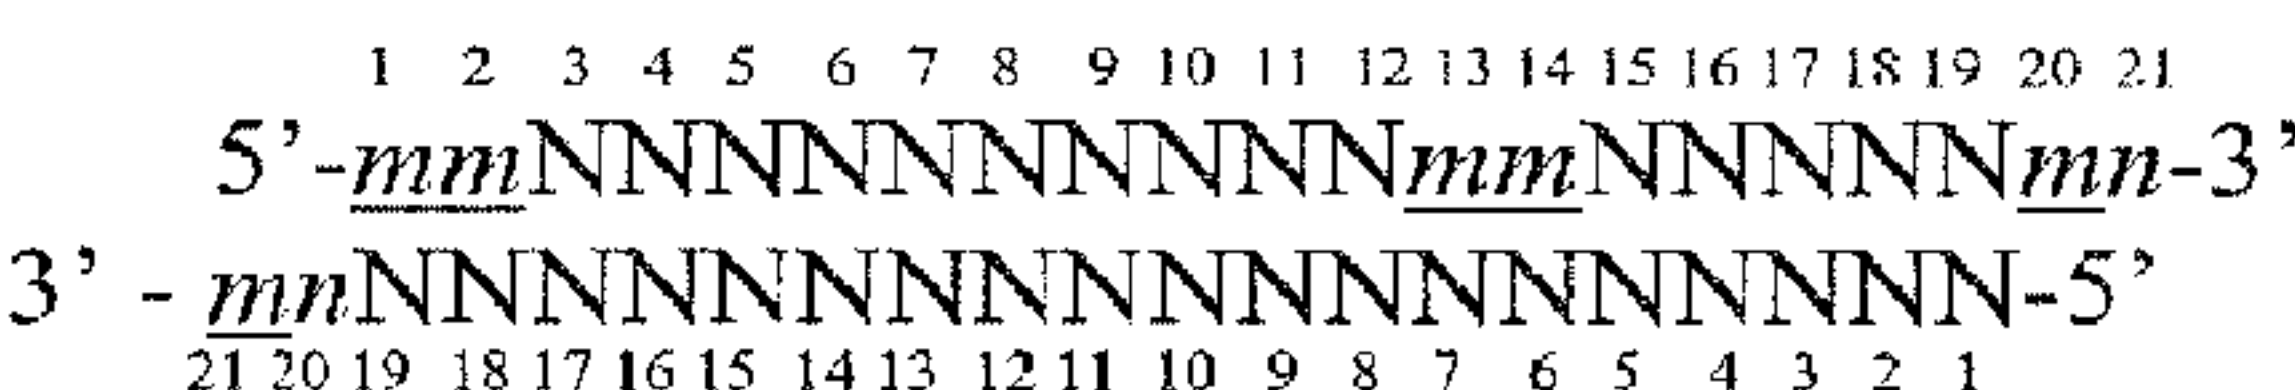 1 2 3 4 5 6 7 8 9 10 11 12 13 14 15 16 17 18 19 20 21
5’-mmNNNNNNNNNNmmNNNNNmn-3’
3’ - mnNNNNNNNNNNNNNNNNNNN-5’
21 20 19 18 17 16 15 14 13 12 11 10 9 8 7 6 5 4 3 2 1